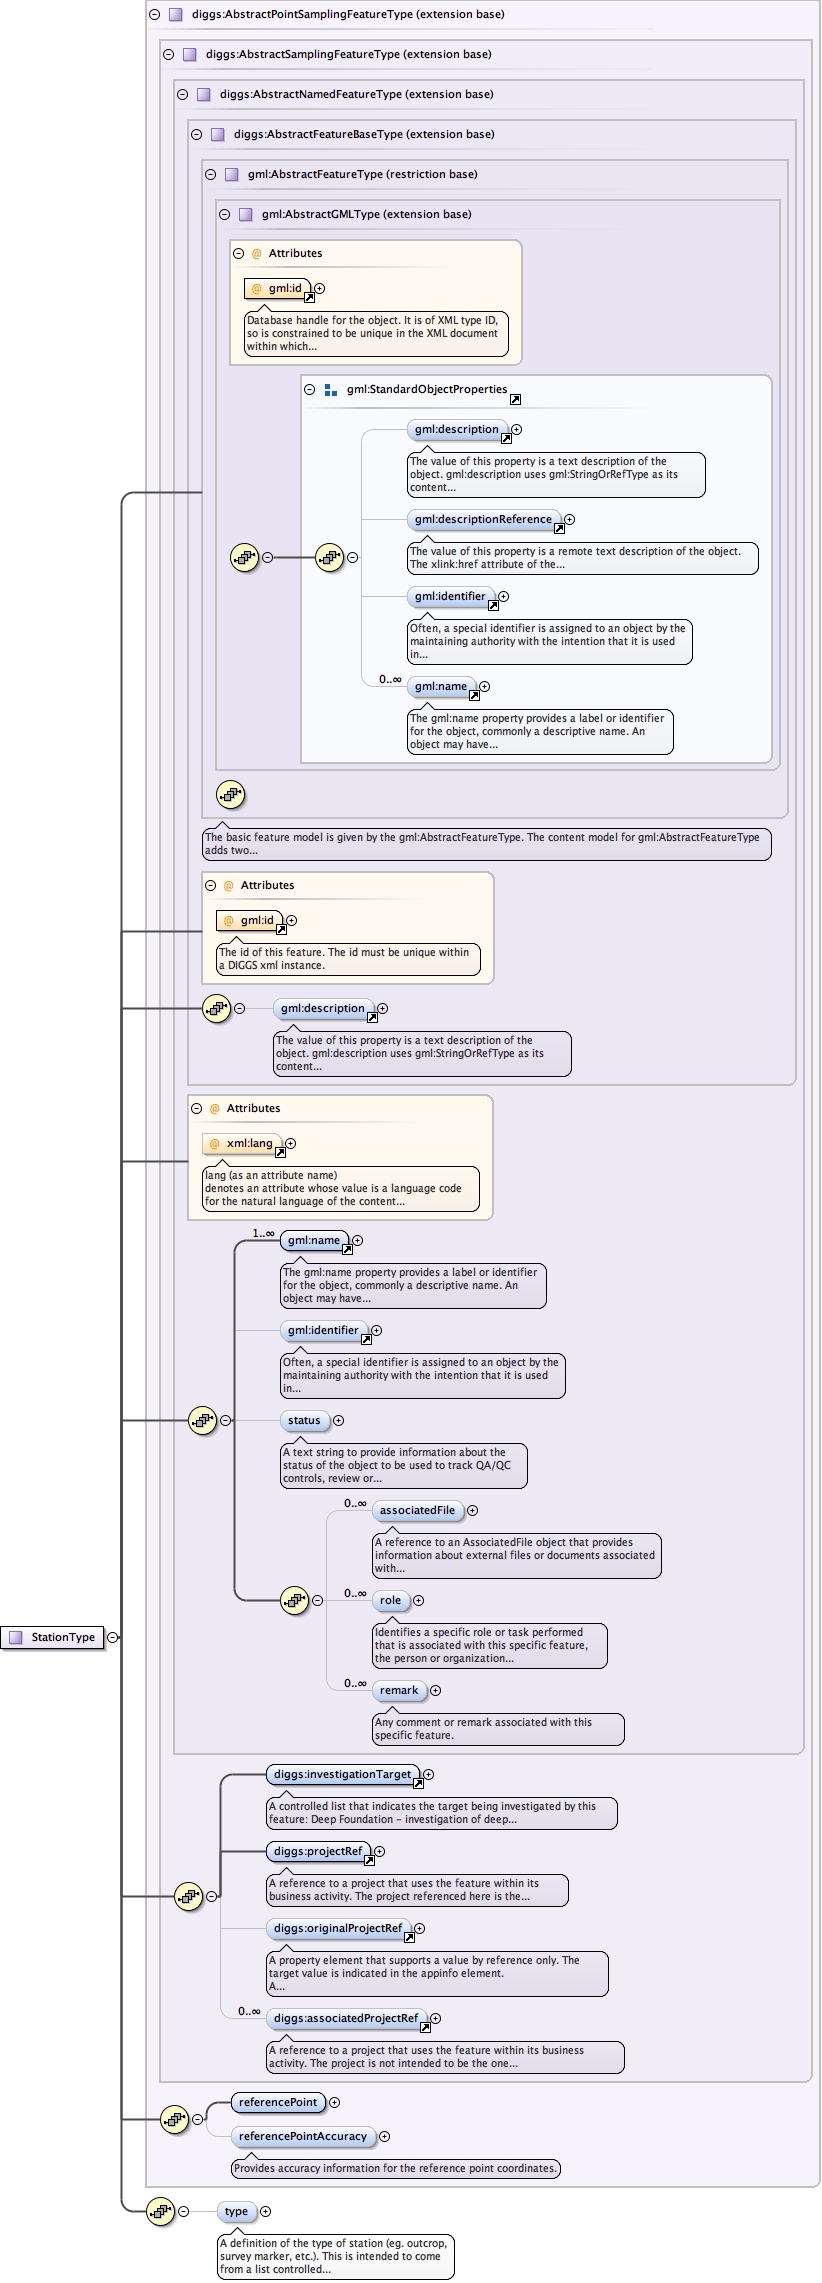 diggs:AbstractPointSamplingFeatureType (extension base)
diggs:AbstractSamplingFeatureType (extension base)
diggs:AbstractNamedFeatureType (extension base)
diggs:AbstractFeatureBaseType (extension base)
gml:AbstractFeatureType (restriction base)
gml:AbstractGMLType (extension base)
@ Attributes
@ gml:id
Database handle for the object. It is of XML type ID,
so is constrained to be unique in the XML document
within which...
gml:StandardObjectProperties
gml:description
The value of this property is a text description of the
object. gml:description uses gml:StringOrRefType as its
content...
gml:descriptionReference
The value of this property is a remote text description of the object.
The xlink:href attribute of the...
gml:identifier
Often, a special identifier is assigned to an object by the
maintaining authority with the intention that it is used
in...
0..∞
gml:name
The gml:name property provides a label or identifier
for the object, commonly a descriptive name. An
object may have...
The basic feature model is given by the gml:AbstractFeatureType. The content model for gml:AbstractFeatureType
adds two...
@ Attributes
@ gml:id
The id of this feature. The id must be unique within
a DIGGS xml instance.
gml:description
The value of this property is a text description of the
object. gml:description uses gml:StringOrRefType as its
content...
@ Attributes
@ xml:lang
lang (as an attribute name)
denotes an attribute whose value is a language code
for the natural language of the content...
1..∞
gml:name
The gml:name property provides a label or identifier
for the object, commonly a descriptive name. An
object may have...
gml:identifier
Often, a special identifier is assigned to an object by the
maintaining authority with the intention that it is used
in...
status
A text string to provide information about the
status of the object to be used to track QA/QC
controls, review or...
0..∞
associatedFile
A reference to an AssociatedFile object that provides
information about external files or documents associated
with...
0..∞
role
Identifies a specific role or task performed
that is associated with this specific feature,
the person or organization...
StationType
0..∞
remark
Any comment or remark associated with this
specific feature.
diggs:investigationTarget
A controlled list that indicates the target being investigated by this
feature: Deep Foundation – investigation of deep...
diggs:projectRef
A reference to a project that uses the feature within its
business activity. The project referenced here is the...
diggs:originalProjectRef
A property element that supports a value by reference only. The
target value is indicated in the appinfo element.
A...
0..∞
diggs:associatedProjectRef
A reference to a project that uses the feature within its business
activity. The project is not intended to be the one...
referencePoint
referencePointAccuracy
Provides accuracy information for the reference point coordinates.
type
A definition of the type of station (eg. outcrop,
survey marker, etc.). This is intended to come
from a list controlled...